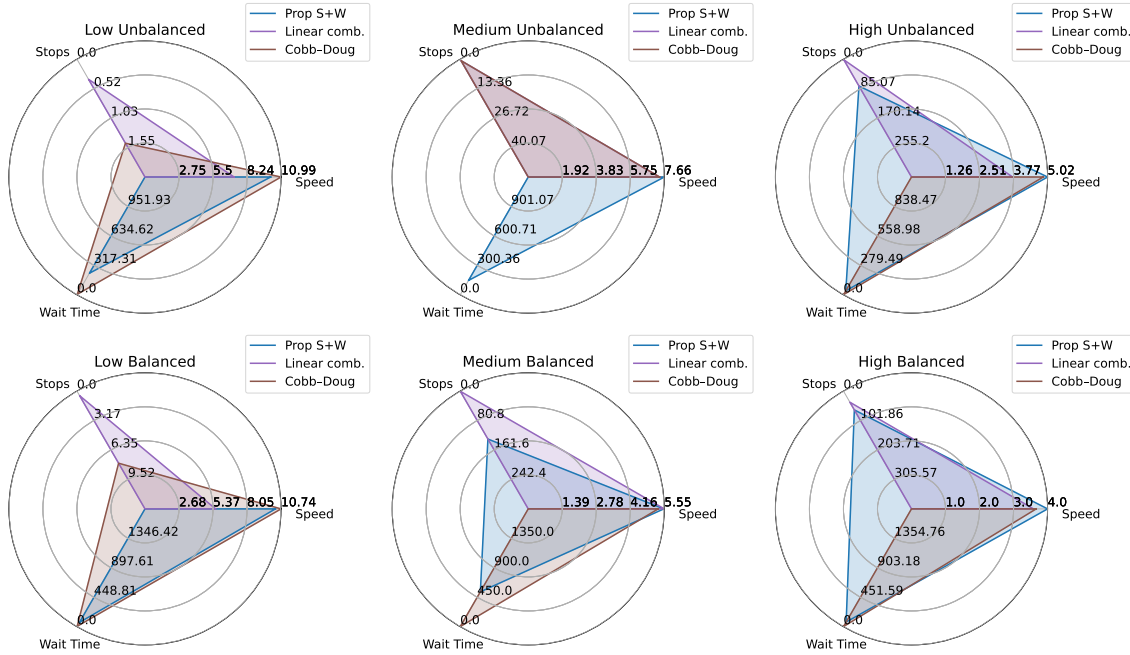 Low Unbalanced
Prop S+W
Linear comb.
Cobb–Doug
Stops 0.0
0.52
1.03
1.55
2.75 5.5 8.24 10.99
Speed
951.93
634.62
317.31
0.0
Wait Time
Medium Unbalanced
Prop S+W
Linear comb.
Cobb–Doug
Stops 0.0
13.36
26.72
40.07
1.92 3.83 5.75 7.66
Speed
901.07
600.71
300.36
0.0
Wait Time
High Unbalanced
Prop S+W
Linear comb.
Cobb–Doug
Stops 0.0
85.07
170.14
255.2
1.26 2.51 3.77 5.02
Speed
838.47
558.98
279.49
0.0
Wait Time
Low Balanced
Prop S+W
Linear comb.
Cobb–Doug
Stops 0.0
3.17
6.35
9.52
2.68 5.37 8.05 10.74
Speed
1346.42
897.61
448.81
0.0
Wait Time
Medium Balanced
Prop S+W
Linear comb.
Cobb–Doug
Stops 0.0
80.8
161.6
242.4
1.39 2.78 4.16 5.55
Speed
1350.0
900.0
450.0
0.0
Wait Time
High Balanced
Prop S+W
Linear comb.
Cobb–Doug
Stops 0.0
101.86
203.71
305.57
1.0 2.0 3.0 4.0
Speed
1354.76
903.18
451.59
0.0
Wait Time